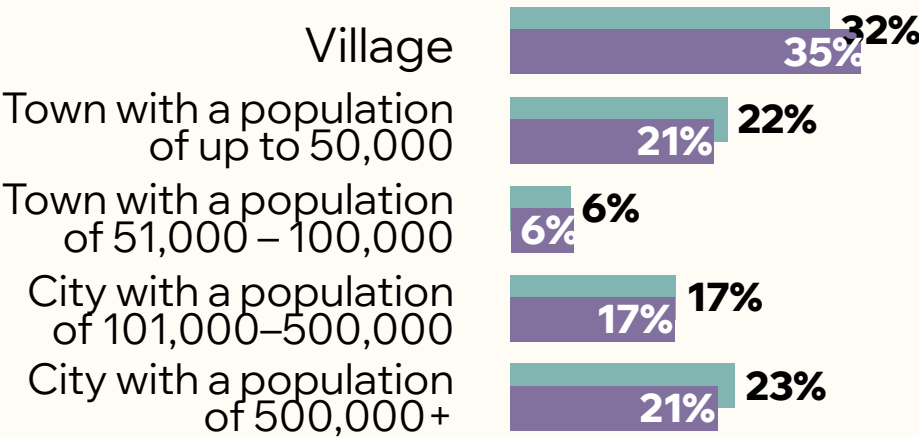 Village
32%
35%
Town with a population
of up to 50,000
22%
21%
Town with a population
of 51,000 – 100,000
6%
6%
City with a population
of 101,000–500,000
17%
17%
City with a population
of 500,000+
23%
21%